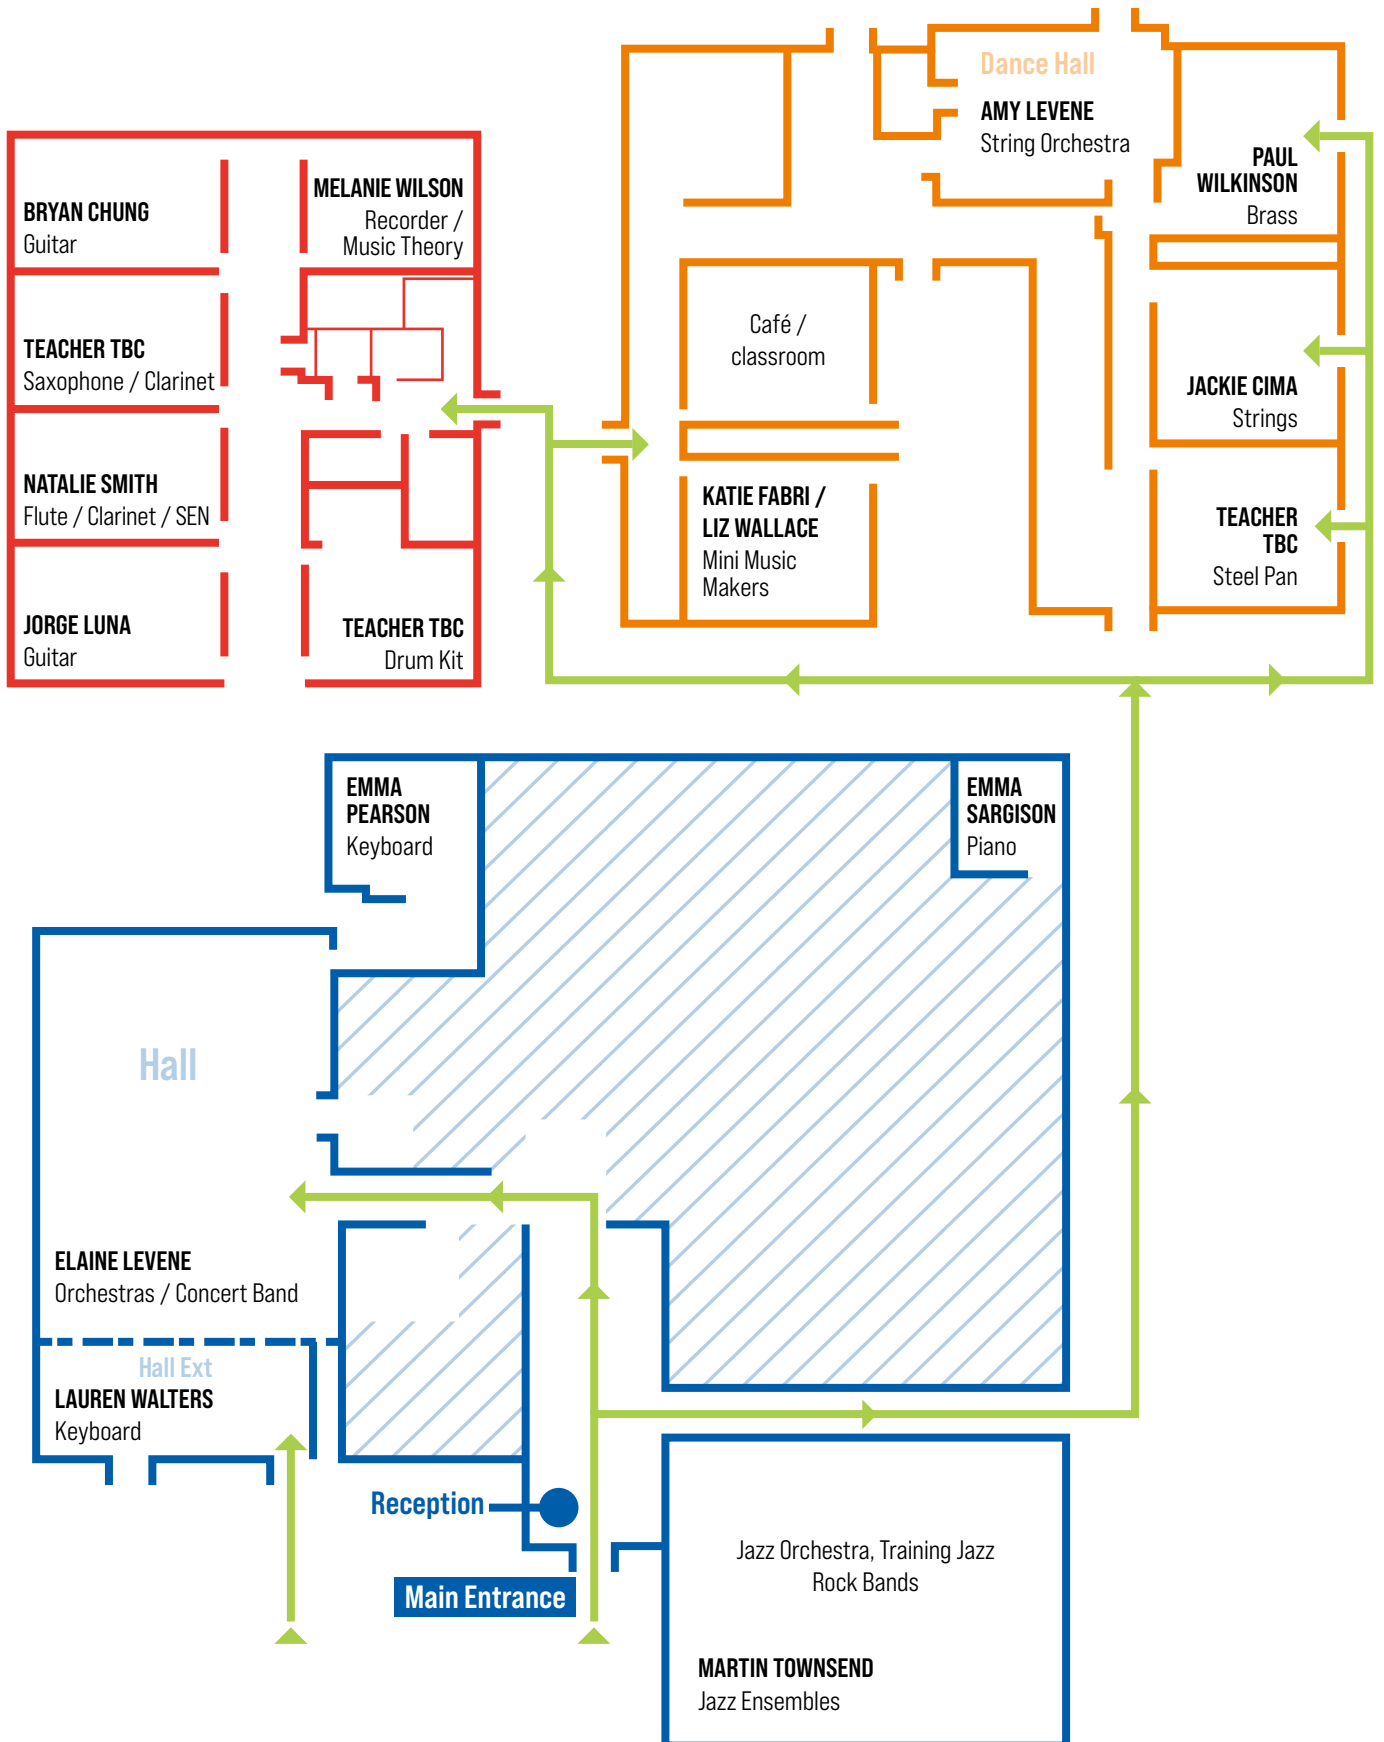 Dance Hall
AMY LEVENE
String Orchestra
PAUL
WILKINSON
Brass
BRYAN CHUNG
Guitar
MELANIE WILSON
Recorder /
Music Theory
TEACHER TBC
Saxophone / Clarinet
Café /
classroom
JACKIE CIMA
Strings
NATALIE SMITH
Flute / Clarinet / SEN
KATIE FABRI /
LIZ WALLACE
Mini Music
Makers
TEACHER
TBC
Steel Pan
JORGE LUNA
Guitar
TEACHER TBC
Drum Kit
EMMA
PEARSON
Keyboard
EMMA
SARGISON
Piano
Hall
ELAINE LEVENE
Orchestras / Concert Band
Hall Ext
LAUREN WALTERS
Keyboard
Reception
Main Entrance
Jazz Orchestra, Training Jazz
Rock Bands
MARTIN TOWNSEND
Jazz Ensembles